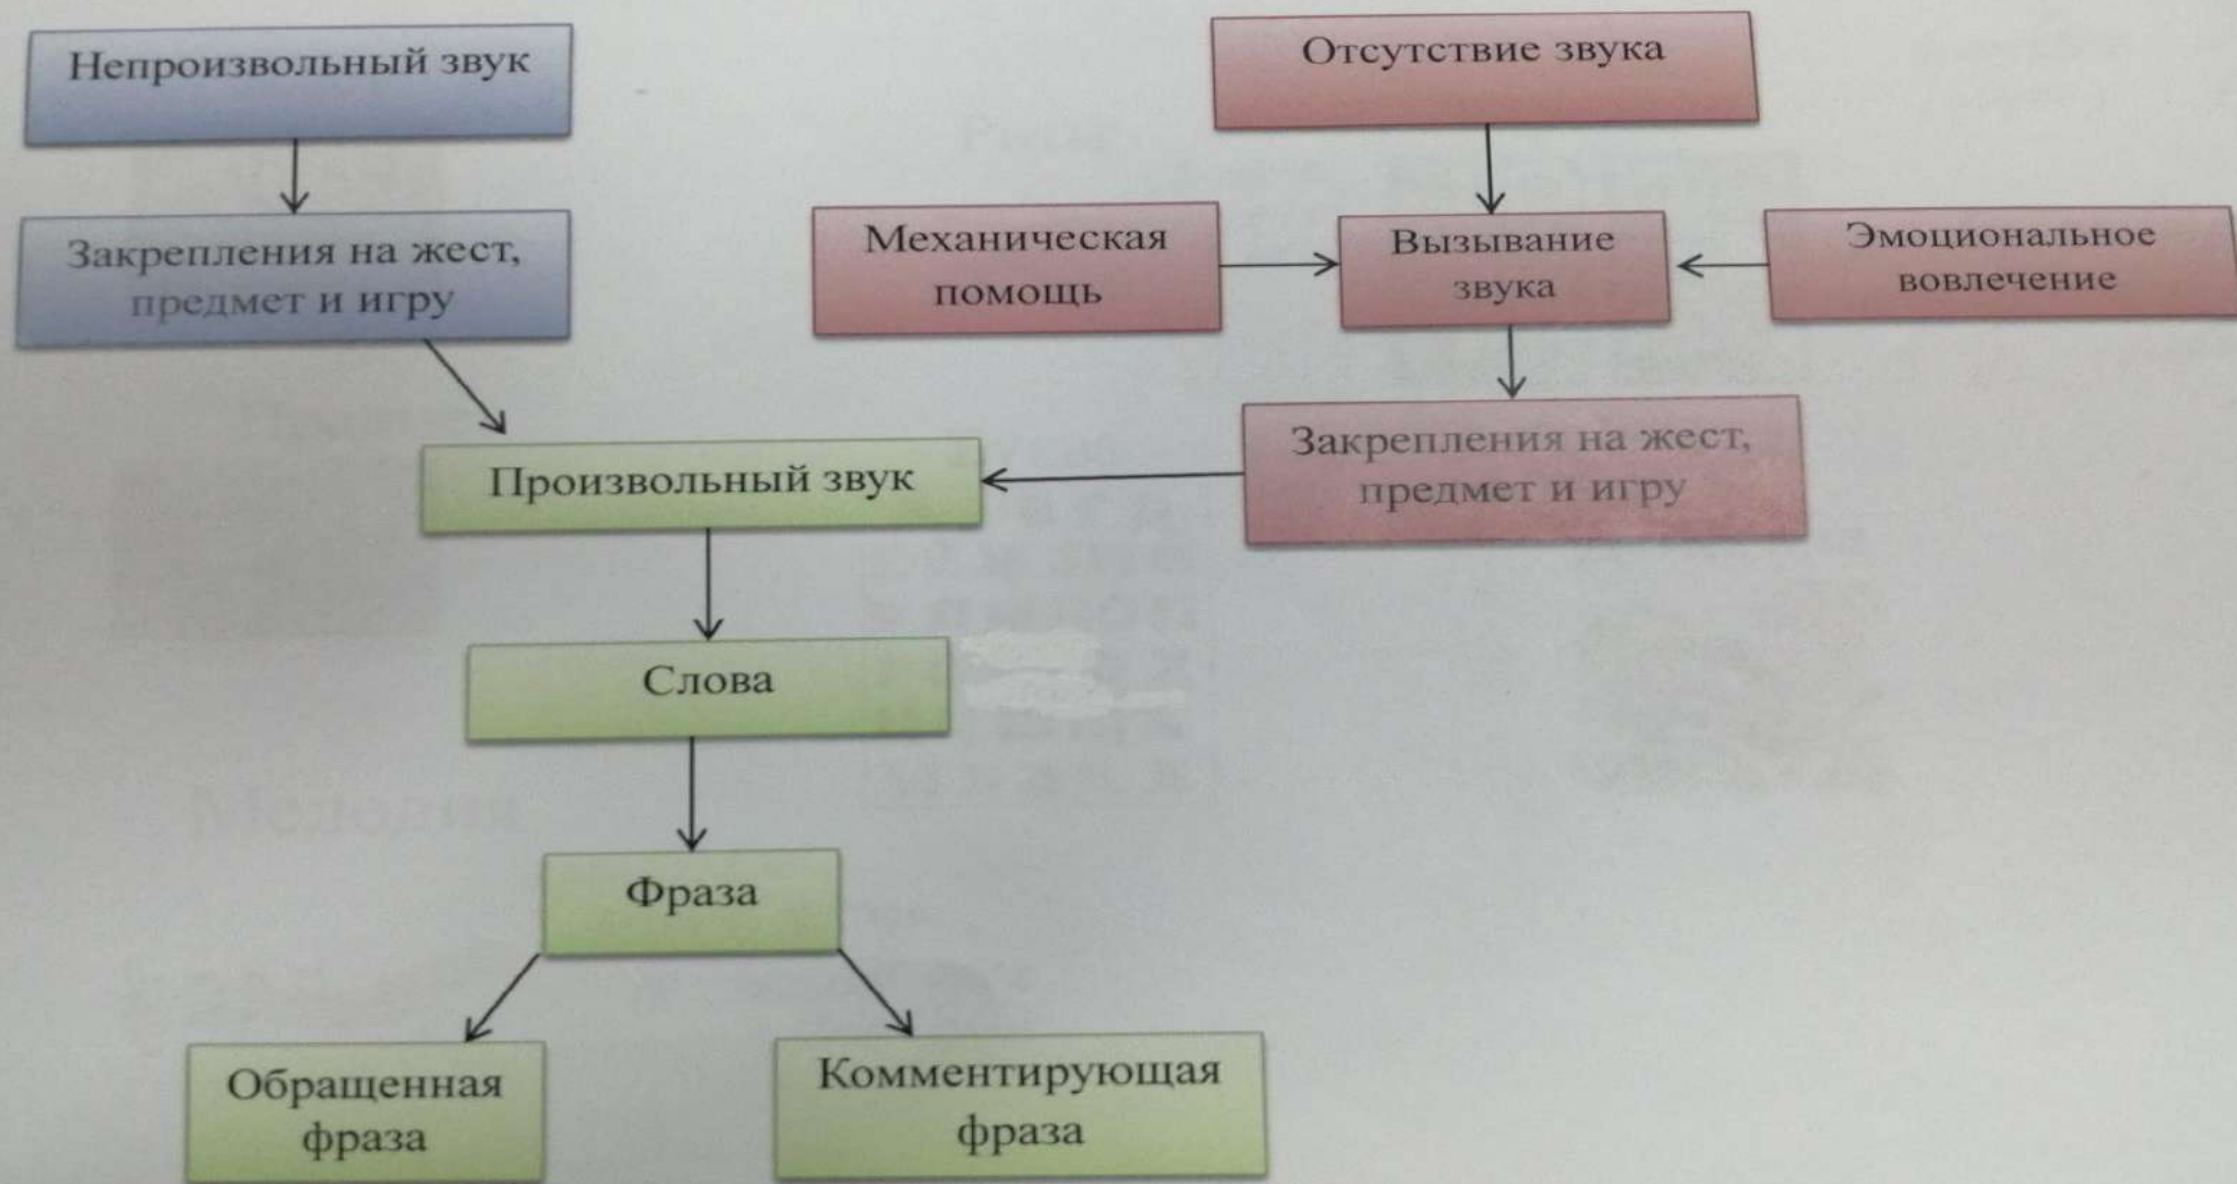 Непроизвольный звук
Отсутствие звука
Закрепления на жест,
предмет и игру
Механическая
помощь
Вызывание
звука
Эмоциональное
вовлечение
Произвольный звук
Закрепления на жест,
предмет и игру
Слова
Мелодия
Фраза
Обращенная
фраза
Комментирующая
фраза